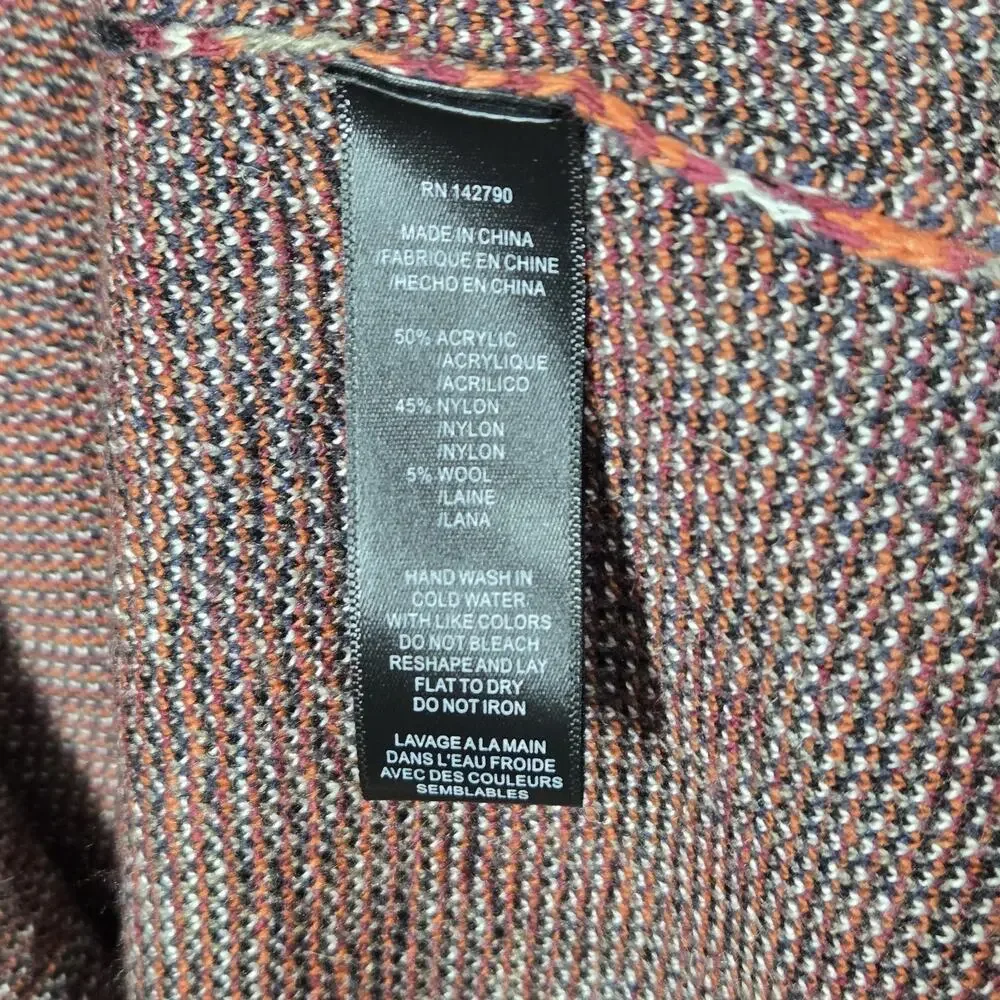 RN 142790
MADE IN CHINA
/FABRIQUE EN CHINE
/HECHO EN CHINA
50% ACRYLIC
/ACRYLIQUE
/ACRILICO
45% NYLON
/NYLON
/NYLON
5% WOOL
/LAINE
/LANA
HAND WASH IN
COLD WATER
WITH LIKE COLORS
DO NOT BLEACH
RESHAPE AND LAY
FLAT TO DRY
DO NOT IRON
LAVAGE A LA MAIN
DANS L'EAU FROIDE
AVEC DES COULEURS
SEMBLABLES